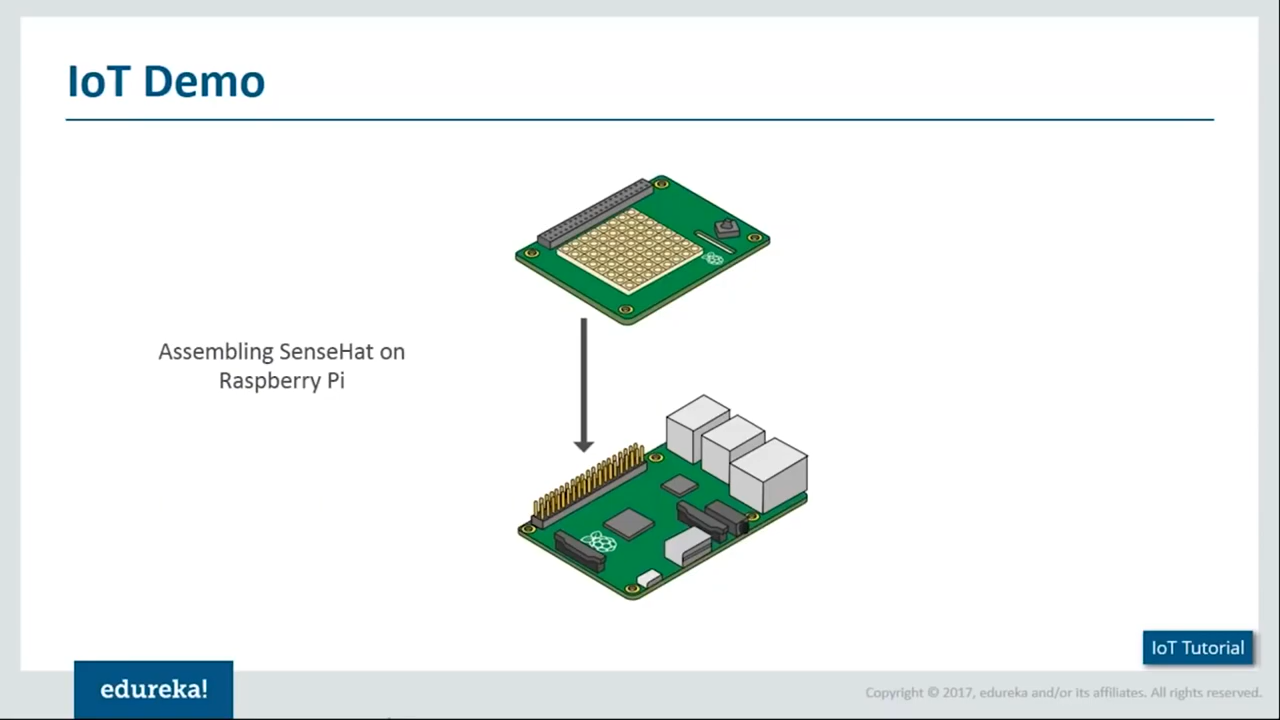 IoT Demo
Assembling SenseHat on
Raspberry Pi
IoT Tutorial
edureka!
Copyright © 2017, edureka and/or its affiliates. All rights reserved.